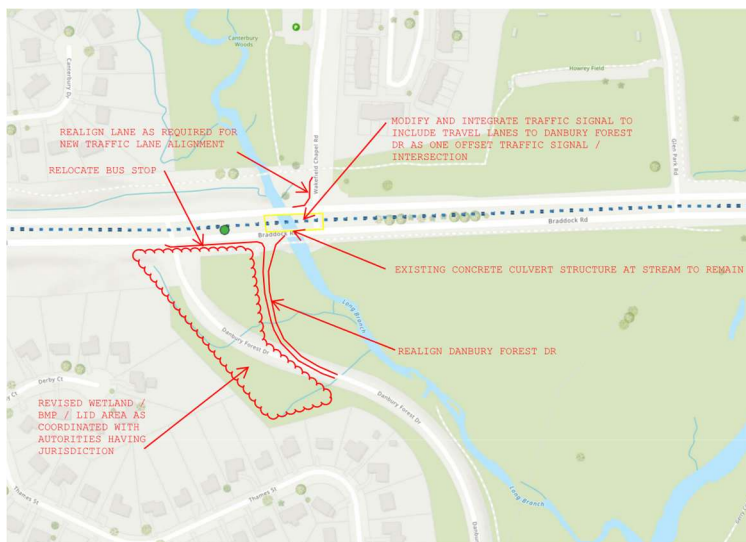 Canterbury
Woods
Howrey Field
Canterbury Dr
Wakefield Chapel Rd
Glen Park Rd
REALIGN LANE AS REQUIRED FOR
NEW TRAFFIC LANE ALIGNMENT
MODIFY AND INTEGRATE TRAFFIC SIGNAL TO
INCLUDE TRAVEL LANES TO DANBURY FOREST
DR AS ONE OFFSET TRAFFIC SIGNAL /
INTERSECTION
RELOCATE BUS STOP
Braddock Rd
Braddock
EXISTING CONCRETE CULVERT STRUCTURE AT STREAM TO REMAIN
Long Branch
Danbury Forest Dr
REALIGN DANBURY FOREST DR
Derby Ct
REVISED WETLAND /
BMP / LID AREA AS
COORDINATED WITH
AUTORITIES HAVING
JURISDICTION
Danbury Forest Dr
Thames St
Thames St
Long Branch
Danbury